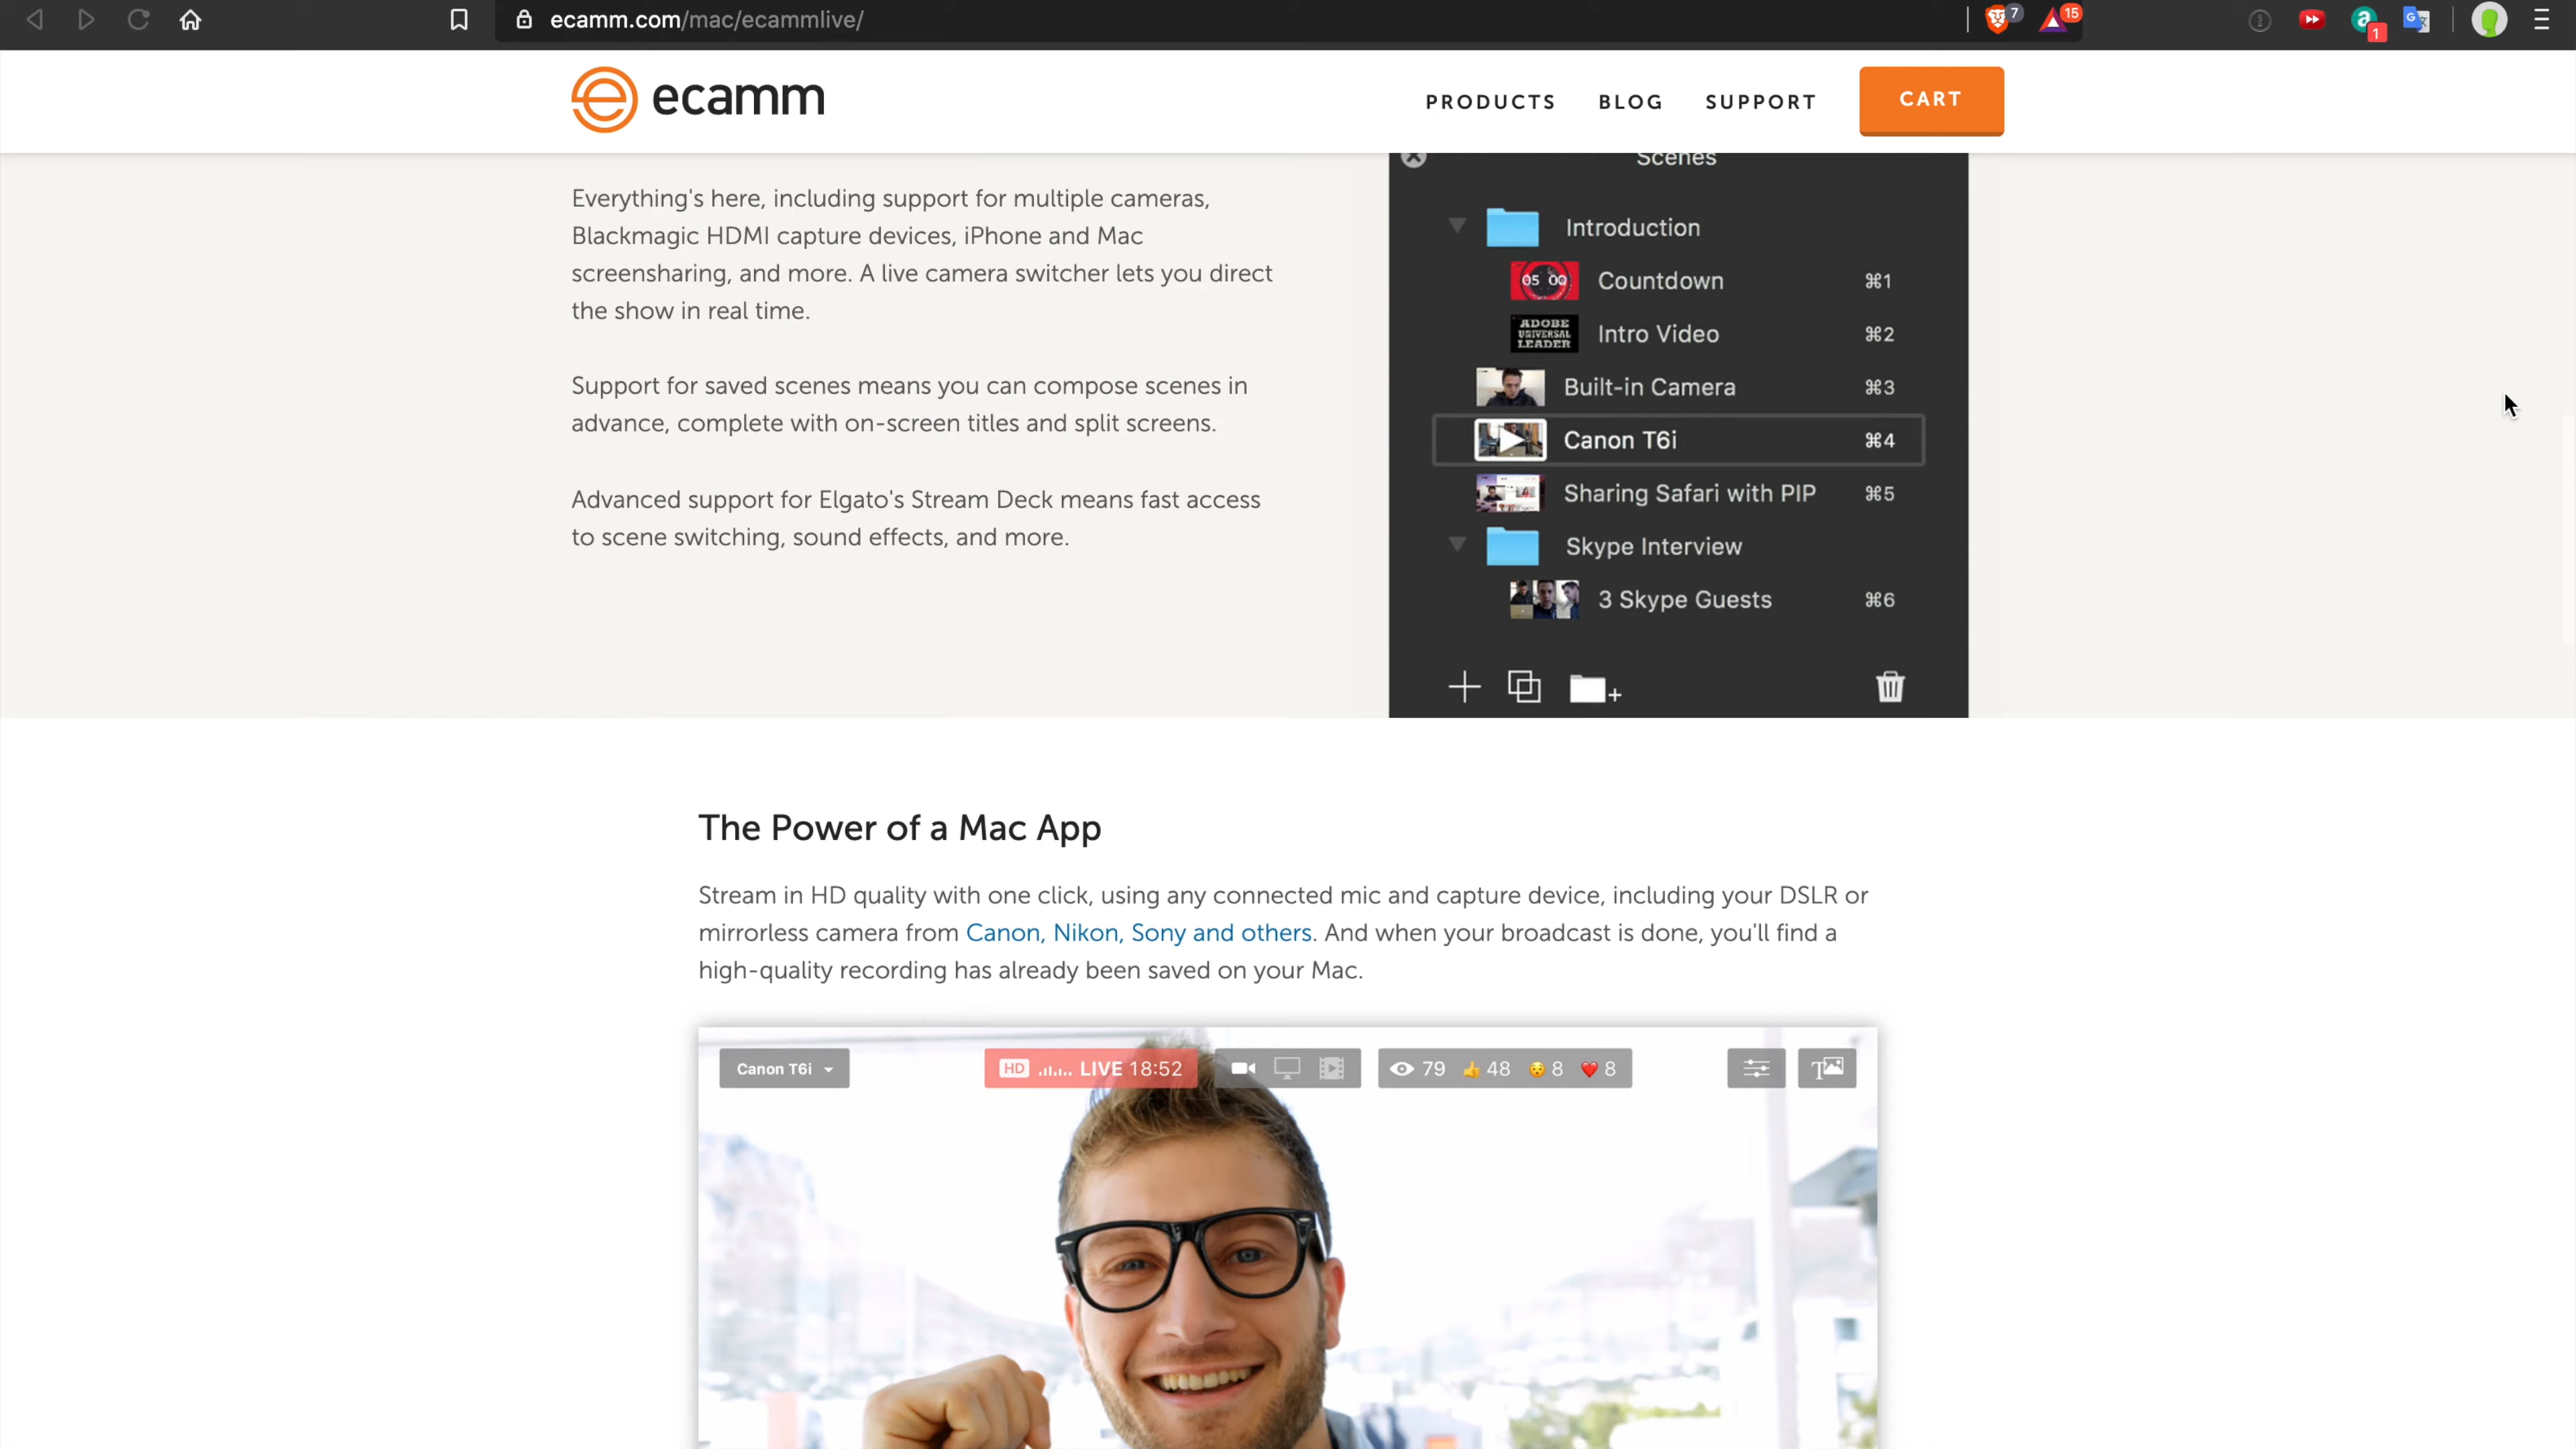 ecamm.com/mac/ecammlive/
7
15
1
ecamm
PRODUCTS
BLOG
SUPPORT
CART
Everything's here, including support for multiple cameras,
Blackmagic HDMI capture devices, iPhone and Mac
screensharing, and more. A live camera switcher lets you direct
the show in real time.
Support for saved scenes means you can compose scenes in
advance, complete with on-screen titles and split screens.
Advanced support for Elgato's Stream Deck means fast access
to scene switching, sound effects, and more.
Scenes
Introduction
05 00
Countdown ⌘1
ADOBE
UNIVERSAL
LEADER
Intro Video ⌘2
Built-in Camera ⌘3
Canon T6i ⌘4
Sharing Safari with PIP ⌘5
Skype Interview
3 Skype Guests ⌘6
The Power of a Mac App
Stream in HD quality with one click, using any connected mic and capture device, including your DSLR or
mirrorless camera from Canon, Nikon, Sony and others. And when your broadcast is done, you'll find a
high-quality recording has already been saved on your Mac.
Canon T6i
HD LIVE 18:52
79 48 8 8
T